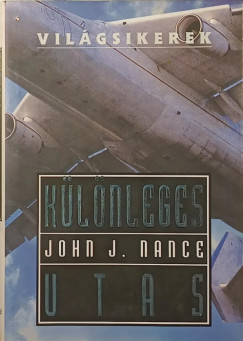 VILÁGSIKEREK
KÜLÖNLEGES
JOHN J. NANCE
UTAS